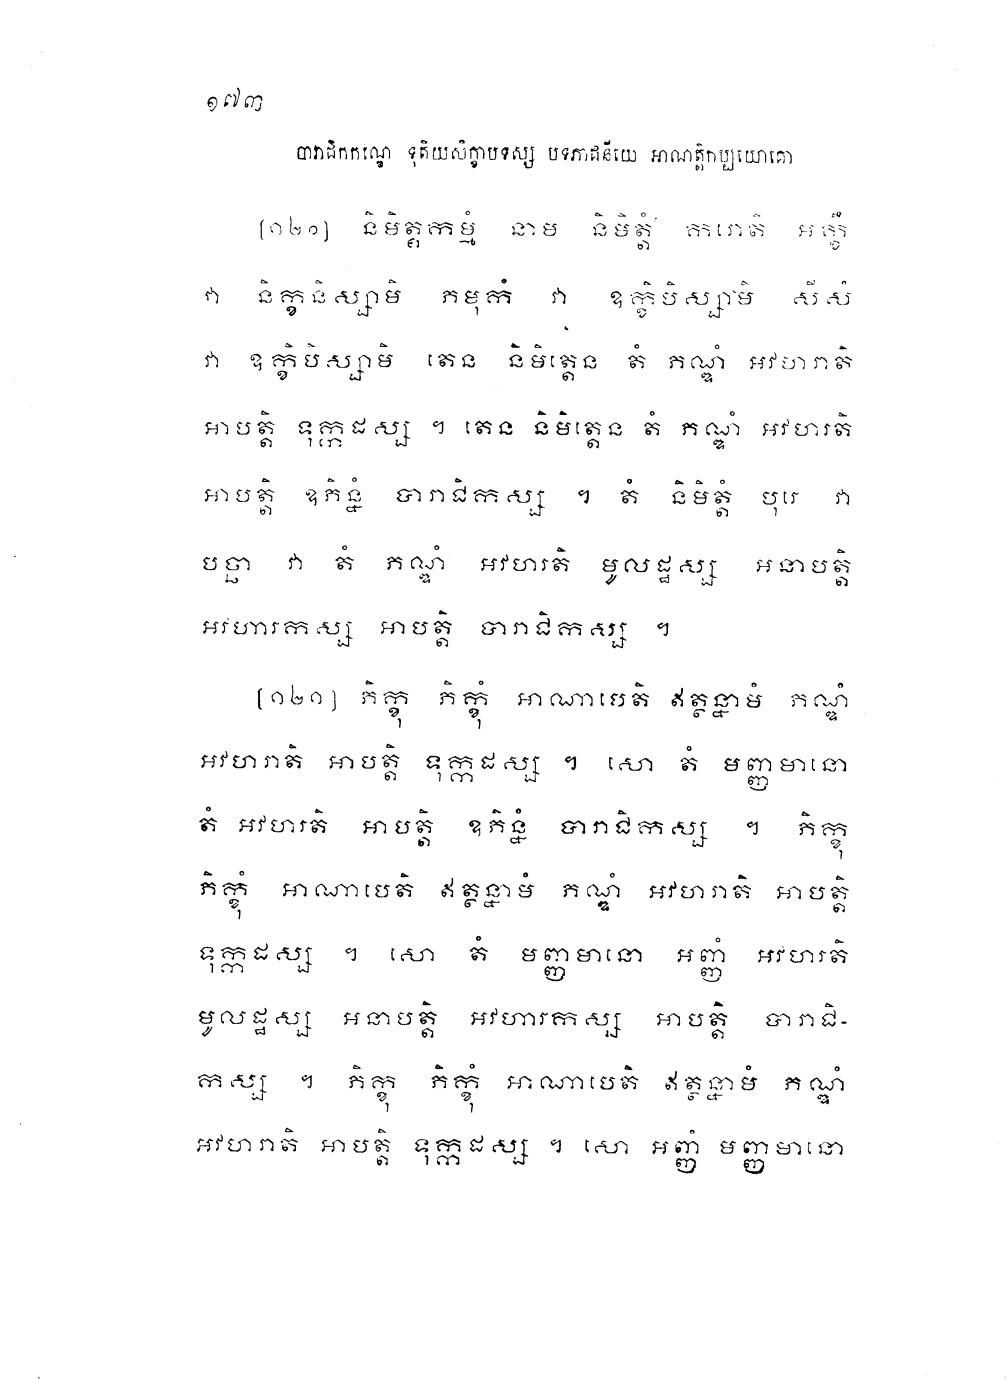 ១៧៣
បារាជិកកណ្ឌេ ទុតិយសិក្ខាបទស្ស បទភាជនីយេ អាណត្តិកប្បយោគោ
(១២០) និមិត្តកម្មំ នាម និមិត្តំ ករោតិ អក្ខឹ
វា និក្ខនិស្សាមិ ភមុកំ វា ឧក្ខិបិស្សាមិ សីសំ
វា ឧក្ខិបិស្សាមិ តេន និមិត្តេន តំ ភណ្ឌំ អវហរាតិ
អាបត្តិ ទុក្កដស្ស ។ តេន និមិត្តេន តំ ភណ្ឌំ អវហរតិ
អាបត្តិ ឧភិន្នំ បារាជិកស្ស ។ តំ និមិត្តំ បុរេ វា
បច្ឆា វា តំ ភណ្ឌំ អវហរតិ មូលដ្ឋស្ស អនាបត្តិ
អវហារកស្ស អាបត្តិ បារាជិកស្ស ។
(១២១) ភិក្ខុ ភិក្ខុំ អាណាបេតិ ឥត្ថន្នាមំ ភណ្ឌំ
អវហរាតិ អាបត្តិ ទុក្កដស្ស ។ សោ តំ មញ្ញមានោ
តំ អវហរតិ អាបត្តិ ឧភិន្នំ បារាជិកស្ស ។ ភិក្ខុ
ភិក្ខុំ អាណាបេតិ ឥត្ថន្នាមំ ភណ្ឌំ អវហរាតិ អាបត្តិ
ទុក្កដស្ស ។ សោ តំ មញ្ញមានោ អញ្ញំ អវហរតិ
មូលដ្ឋស្ស អនាបត្តិ អវហារកស្ស អាបត្តិ បារាជិ-
កស្ស ។ ភិក្ខុ ភិក្ខុំ អាណាបេតិ ឥត្ថន្នាមំ ភណ្ឌំ
អវហរាតិ អាបត្តិ ទុក្កដស្ស ។ សោ អញ្ញំ មញ្ញមានោ